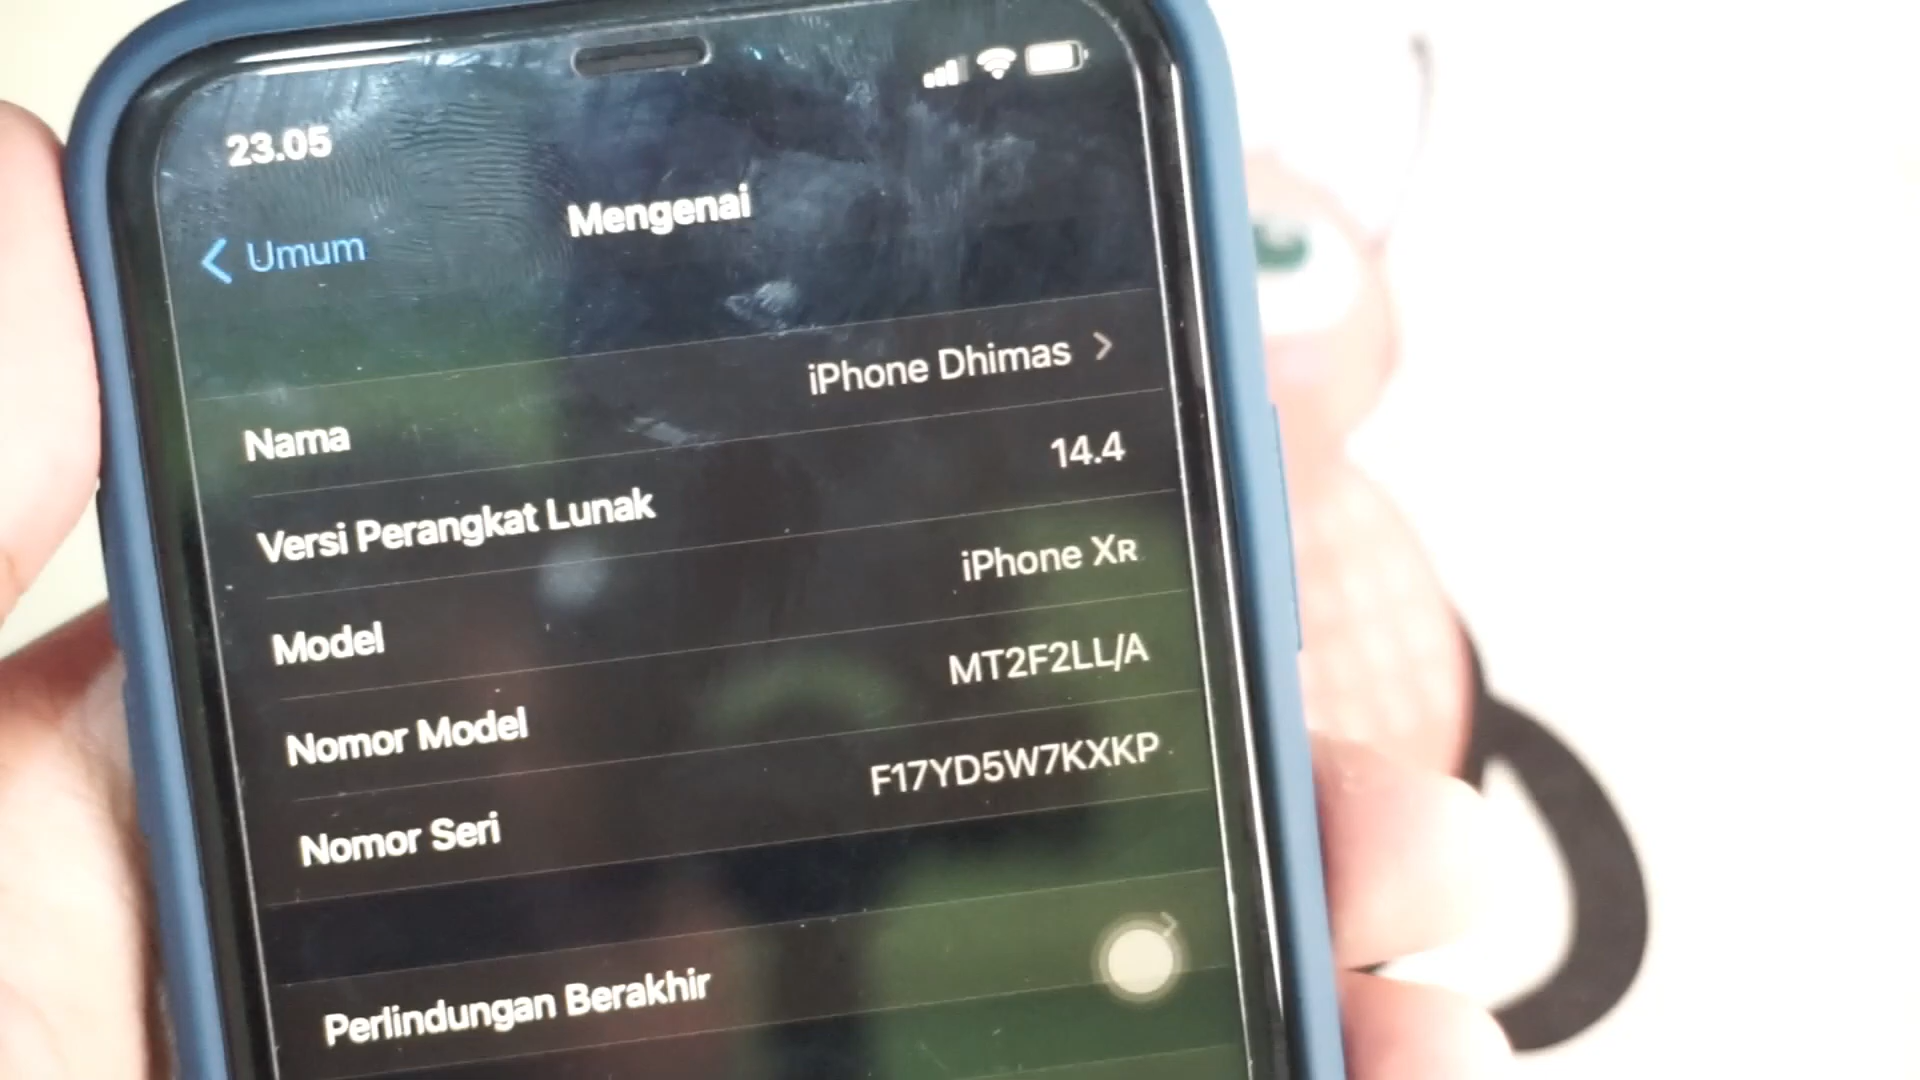 23.05
Mengenai
Umum
Nama iPhone Dhimas
Versi Perangkat Lunak 14.4
Model iPhone XR
Nomor Model MT2F2LL/A
Nomor Seri F17YD5W7KXKP
Perlindungan Berakhir